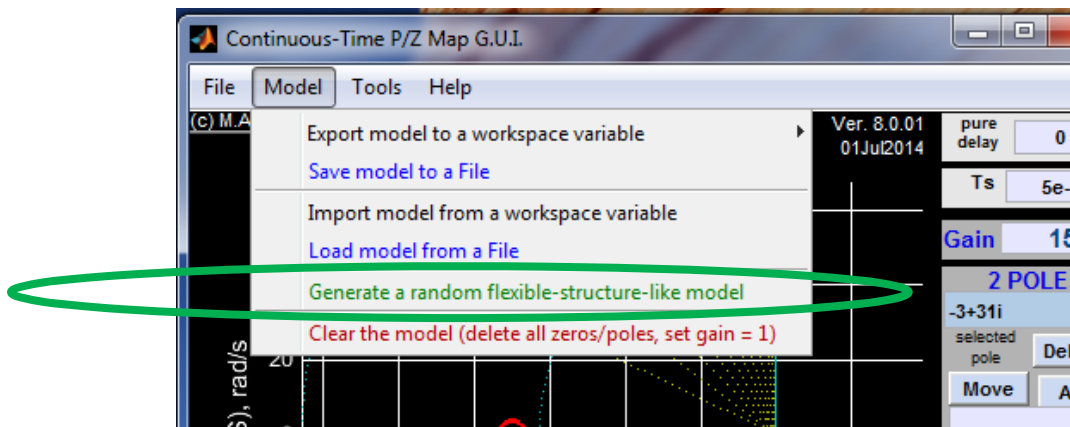 Continuous-Time P/Z Map G.U.I.
File Model Tools Help
(c) M.A
Export model to a workspace variable
Save model to a File
Import model from a workspace variable
Load model from a File
Generate a random flexible-structure-like model
Clear the model (delete all zeros/poles, set gain = 1)
Ver. 8.0.01
01Jul2014
pure
delay
0
Ts
5e-
Gain
15
2 POLE
-3+31i
selected
pole
Del
Move
A
20
rad/s